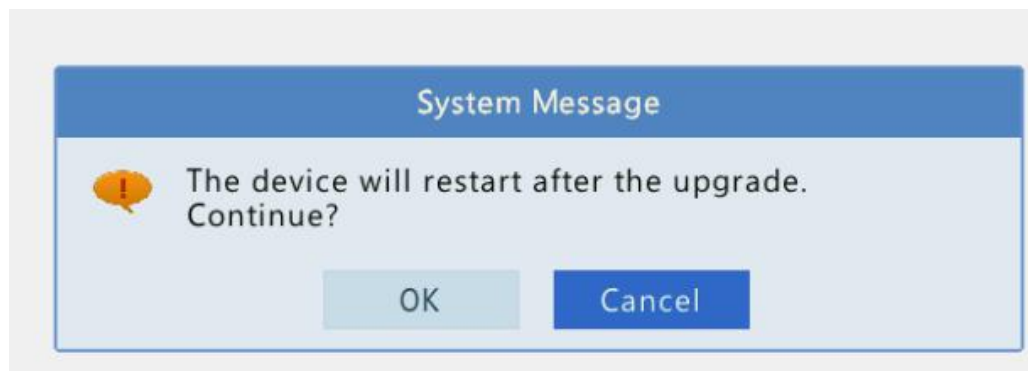 System Message
The device will restart after the upgrade.
Continue?
OK
Cancel